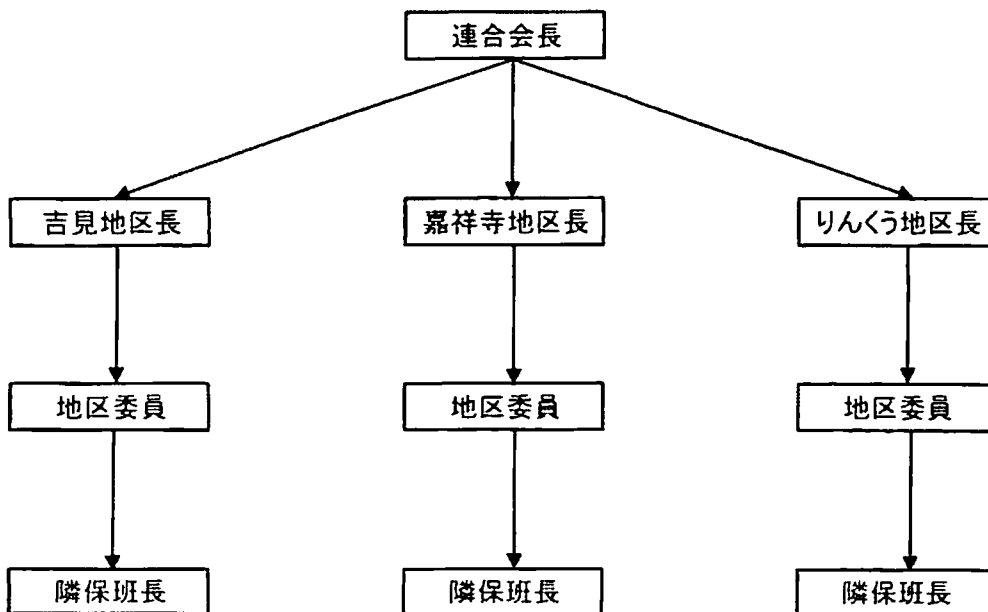 連合会長
吉見地区長
嘉祥寺地区長
りんくう地区長
地区委員
地区委員
地区委員
隣保班長
隣保班長
隣保班長